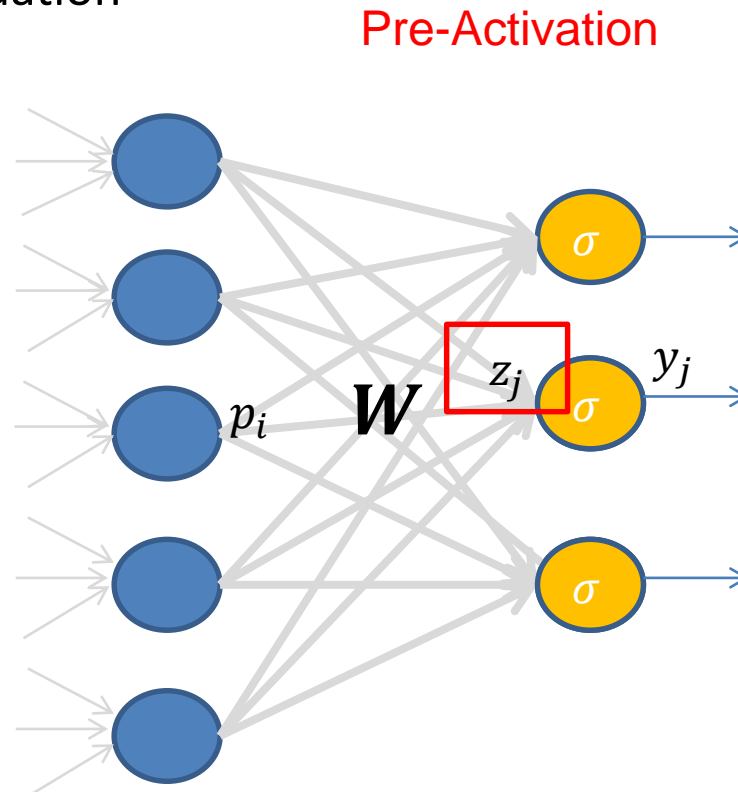 Pre-Activation
σ
z_j
y_j
p_i
W
σ
σ